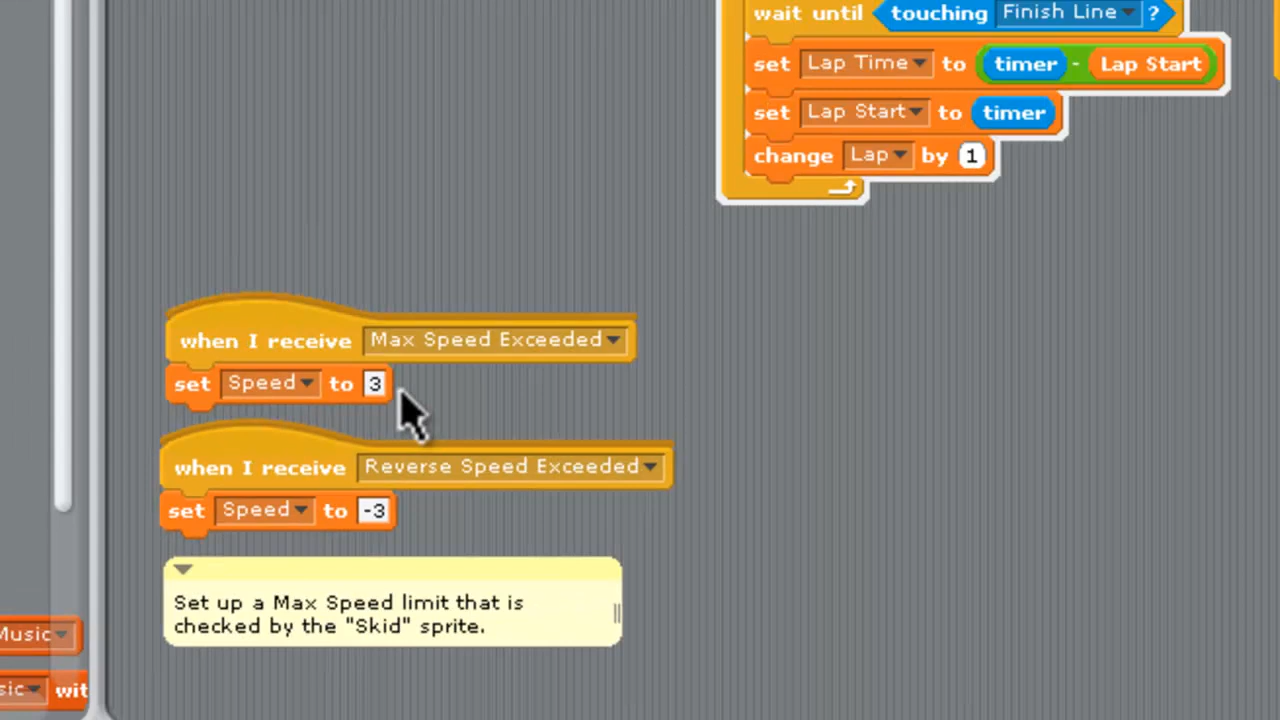 wait until touching Finish Line ?
set Lap Time to timer - Lap Start
set Lap Start to timer
change Lap by 1
when I receive Max Speed Exceeded
set Speed to 3
when I receive Reverse Speed Exceeded
set Speed to -3
Set up a Max Speed limit that is
checked by the "Skid" sprite.
Music
wit